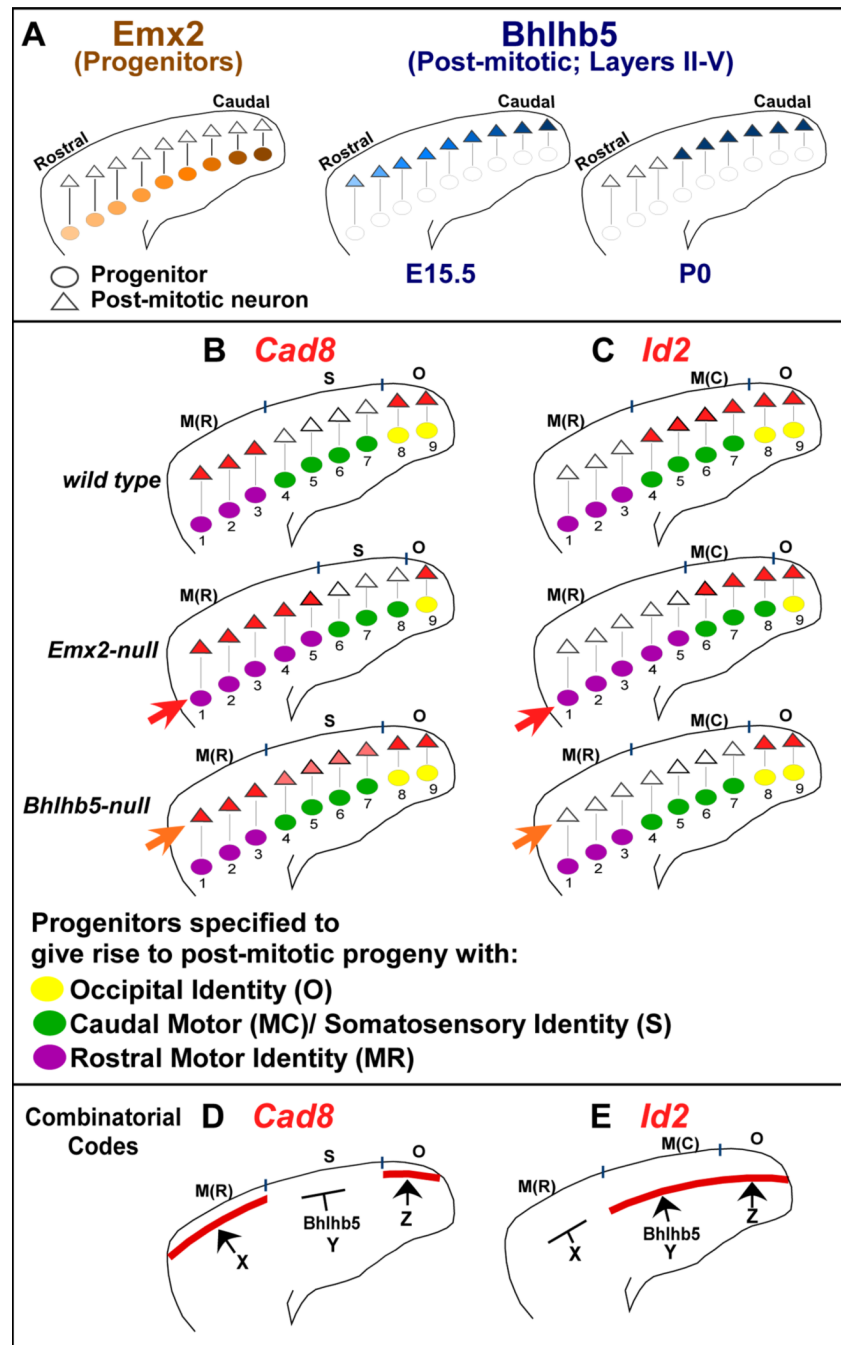 A
Emx2
(Progenitors)
Bhlhb5
(Post-mitotic; Layers II-V)
Rostral
Caudal
Rostral
Caudal
Rostral
Caudal
Progenitor
Post-mitotic neuron
E15.5
P0
B Cad8
C Id2
wild type
M(R)
S
O
1 2 3 4 5 6 7 8 9
M(R)
M(C)
O
1 2 3 4 5 6 7 8 9
Emx2-null
M(R)
S
O
1 2 3 4 5 6 7 8 9
M(R)
M(C)
O
1 2 3 4 5 6 7 8 9
Bhlhb5-null
M(R)
S
O
1 2 3 4 5 6 7 8 9
M(R)
M(C)
O
1 2 3 4 5 6 7 8 9
Progenitors specified to
give rise to post-mitotic progeny with:
Occipital Identity (O)
Caudal Motor (MC)/ Somatosensory Identity (S)
Rostral Motor Identity (MR)
Combinatorial
Codes
D Cad8
M(R)
S
O
X
Bhlhb5
Y
Z
E Id2
M(R)
M(C)
O
X
Bhlhb5
Y
Z